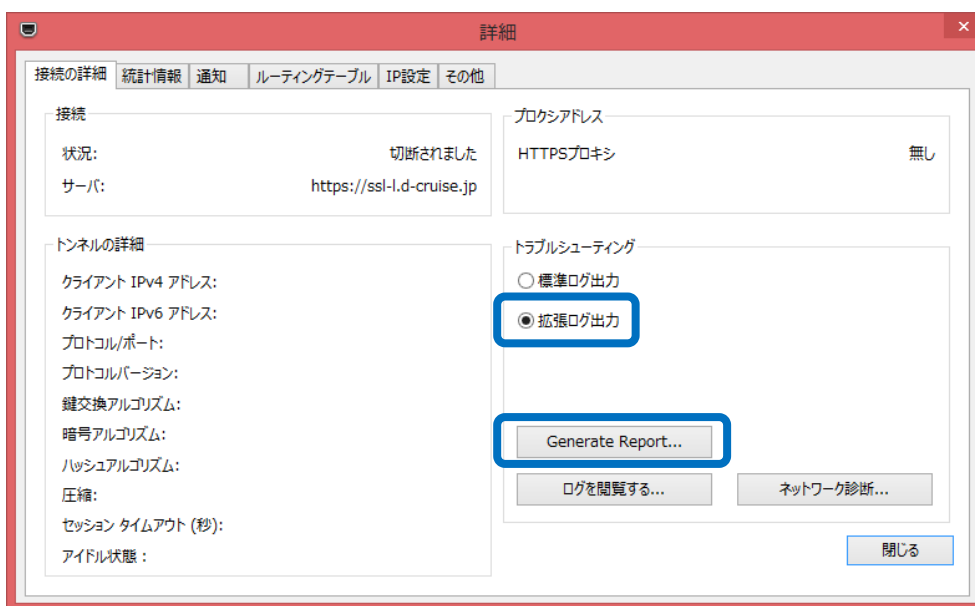 詳細
接続の詳細 統計情報 通知 ルーティングテーブル IP設定 その他
接続
状況: 切断されました
サーバ: https://ssl-l.d-cruise.jp
プロクシアドレス
HTTPSプロキシ 無し
トンネルの詳細
クライアント IPv4 アドレス:
クライアント IPv6 アドレス:
プロトコル/ポート:
プロトコルバージョン:
鍵交換アルゴリズム:
暗号アルゴリズム:
ハッシュアルゴリズム:
圧縮:
セッション タイムアウト (秒):
アイドル状態 :
トラブルシューティング
標準ログ出力
拡張ログ出力
Generate Report...
ログを閲覧する... ネットワーク診断...
閉じる